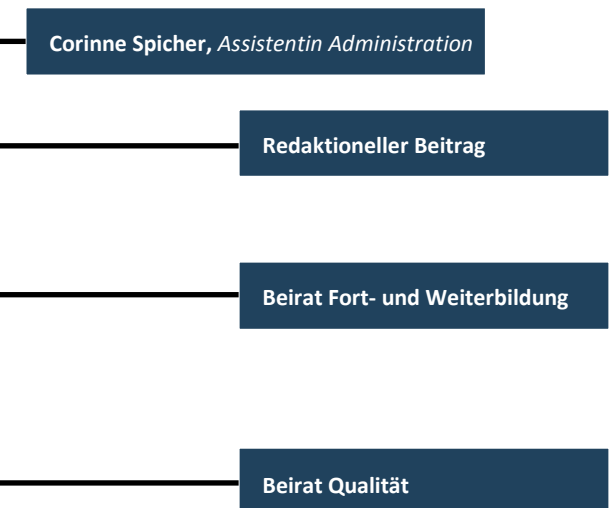 Corinne Spicher, Assistentin Administration
Redaktioneller Beitrag
Beirat Fort- und Weiterbildung
Beirat Qualität